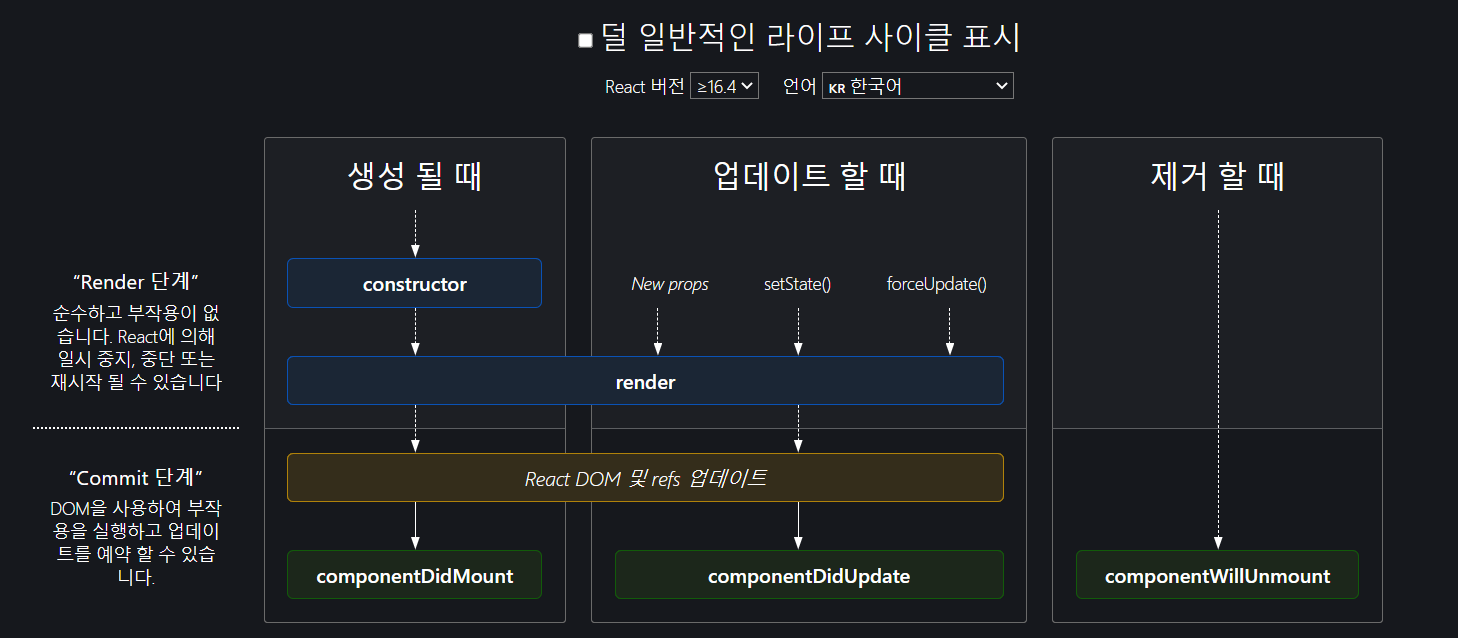 덜 일반적인 라이프 사이클 표시
React 버전 ≥16.4 언어 KR 한국어
생성 될 때
업데이트 할 때
제거 할 때
“Render 단계”
순수하고 부작용이 없
습니다. React에 의해
일시 중지, 중단 또는
재시작 될 수 있습니다
constructor
New props
setState()
forceUpdate()
render
“Commit 단계”
DOM을 사용하여 부작
용을 실행하고 업데이
트를 예약 할 수 있습
니다.
React DOM 및 refs 업데이트
componentDidMount
componentDidUpdate
componentWillUnmount